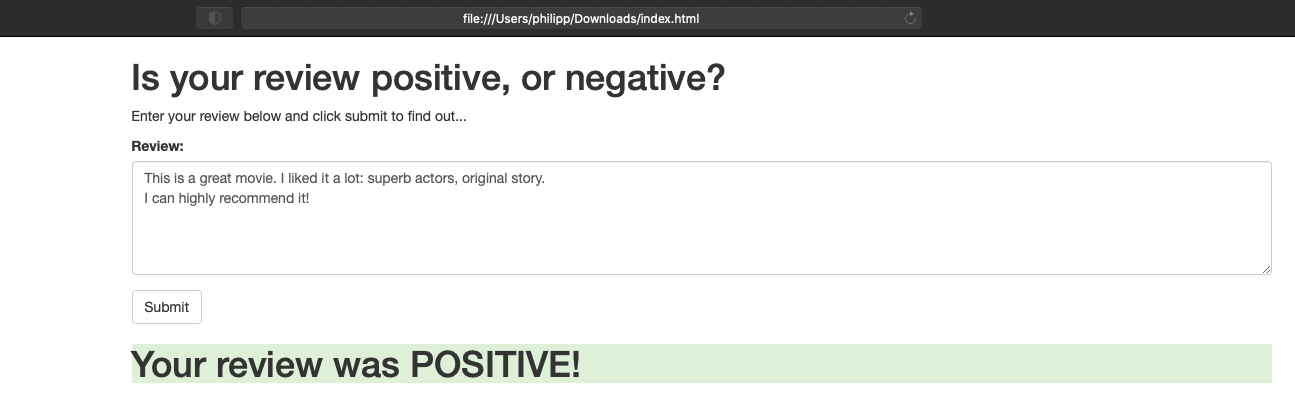 file:///Users/philipp/Downloads/index.html
Is your review positive, or negative?
Enter your review below and click submit to find out...
Review:
This is a great movie. I liked it a lot: superb actors, original story.
I can highly recommend it!
Submit
Your review was POSITIVE!